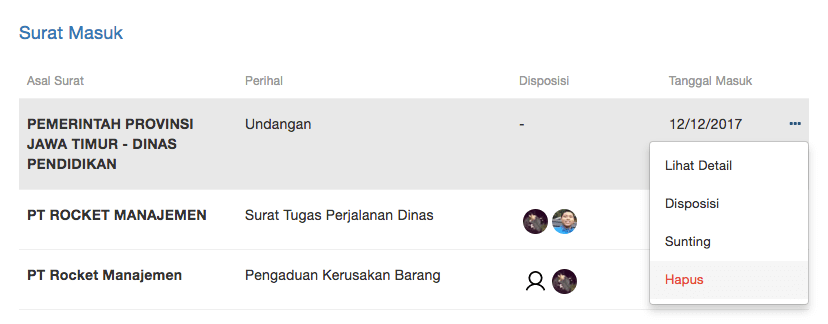 Surat Masuk
Asal Surat Perihal Disposisi Tanggal Masuk
PEMERINTAH PROVINSI Undangan - 12/12/2017 •••
JAWA TIMUR - DINAS
PENDIDIKAN
Lihat Detail
Disposisi
PT ROCKET MANAJEMEN Surat Tugas Perjalanan Dinas
Sunting
PT Rocket Manajemen Pengaduan Kerusakan Barang
Hapus